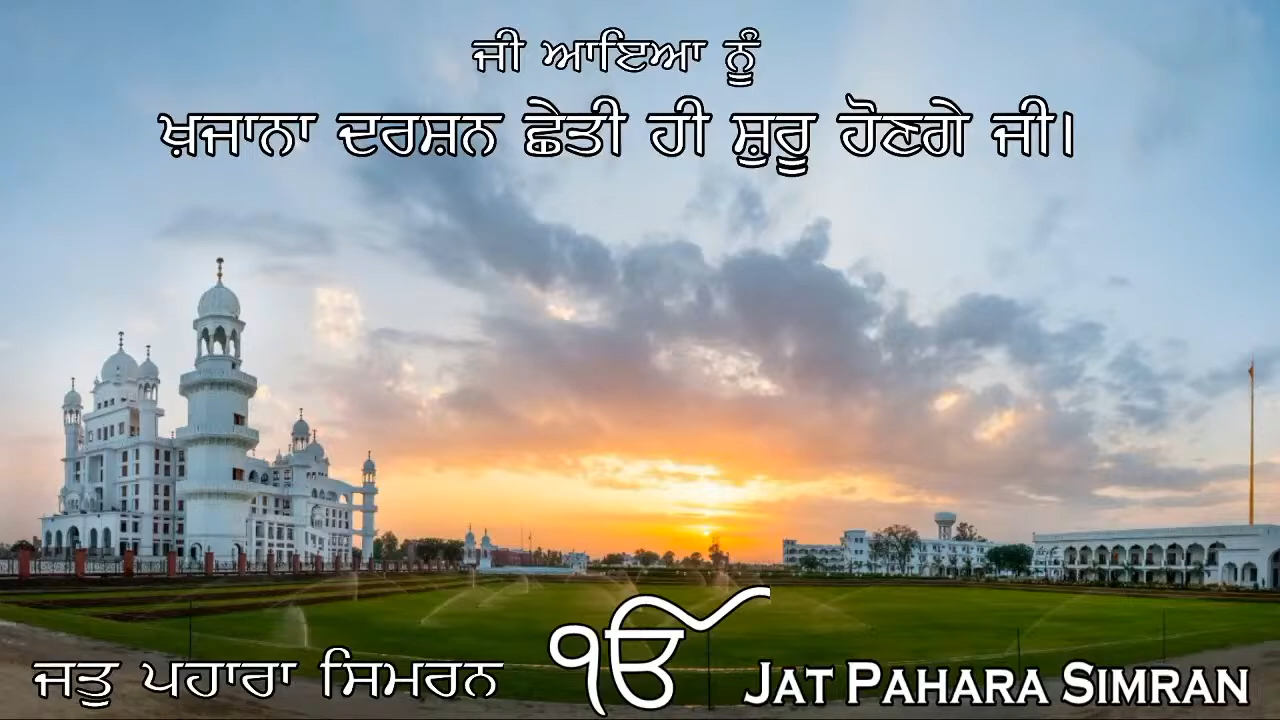 ਜੀ ਆਇਆ ਨੂੰ
ਖ਼ਜਾਨਾ ਦਰਸ਼ਨ ਛੇਤੀ ਹੀ ਸ਼ੁਰੂ ਹੋਣਗੇ ਜੀ।
ਜਤੁ ਪਹਾਰਾ ਸਿਮਰਨ ੴ JAT PAHARA SIMRAN